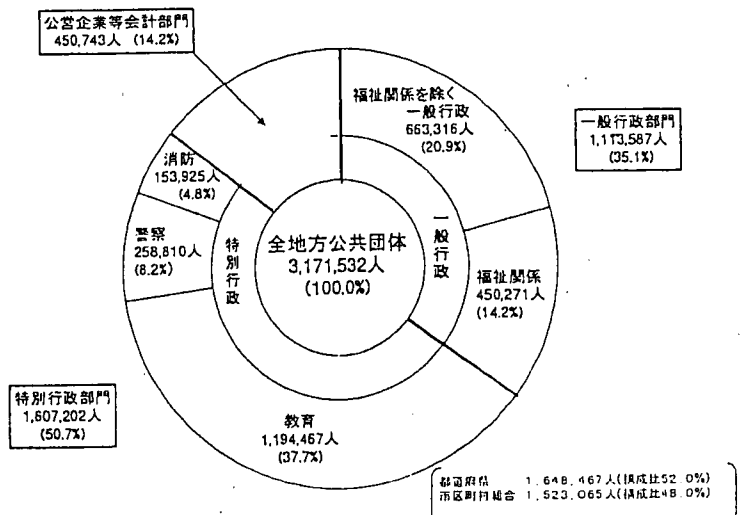 公営企業等会計部門
450,743人 (14.2%)
福祉関係を除く
一般行政
663,316人
(20.9%)
一般行政部門
1,113,587人
(35.1%)
消防
153,925人
(4.8%)
警察
258,810人
(8.2%)
特別行政
全地方公共団体
3,171,532人
(100.0%)
一般行政
福祉関係
450,271人
(14.2%)
特別行政部門
1,607,202人
(50.7%)
教育
1,194,467人
(37.7%)
都道府県 1,648,467人(構成比52.0%)
市区町村組合 1,523,065人(構成比48.0%)